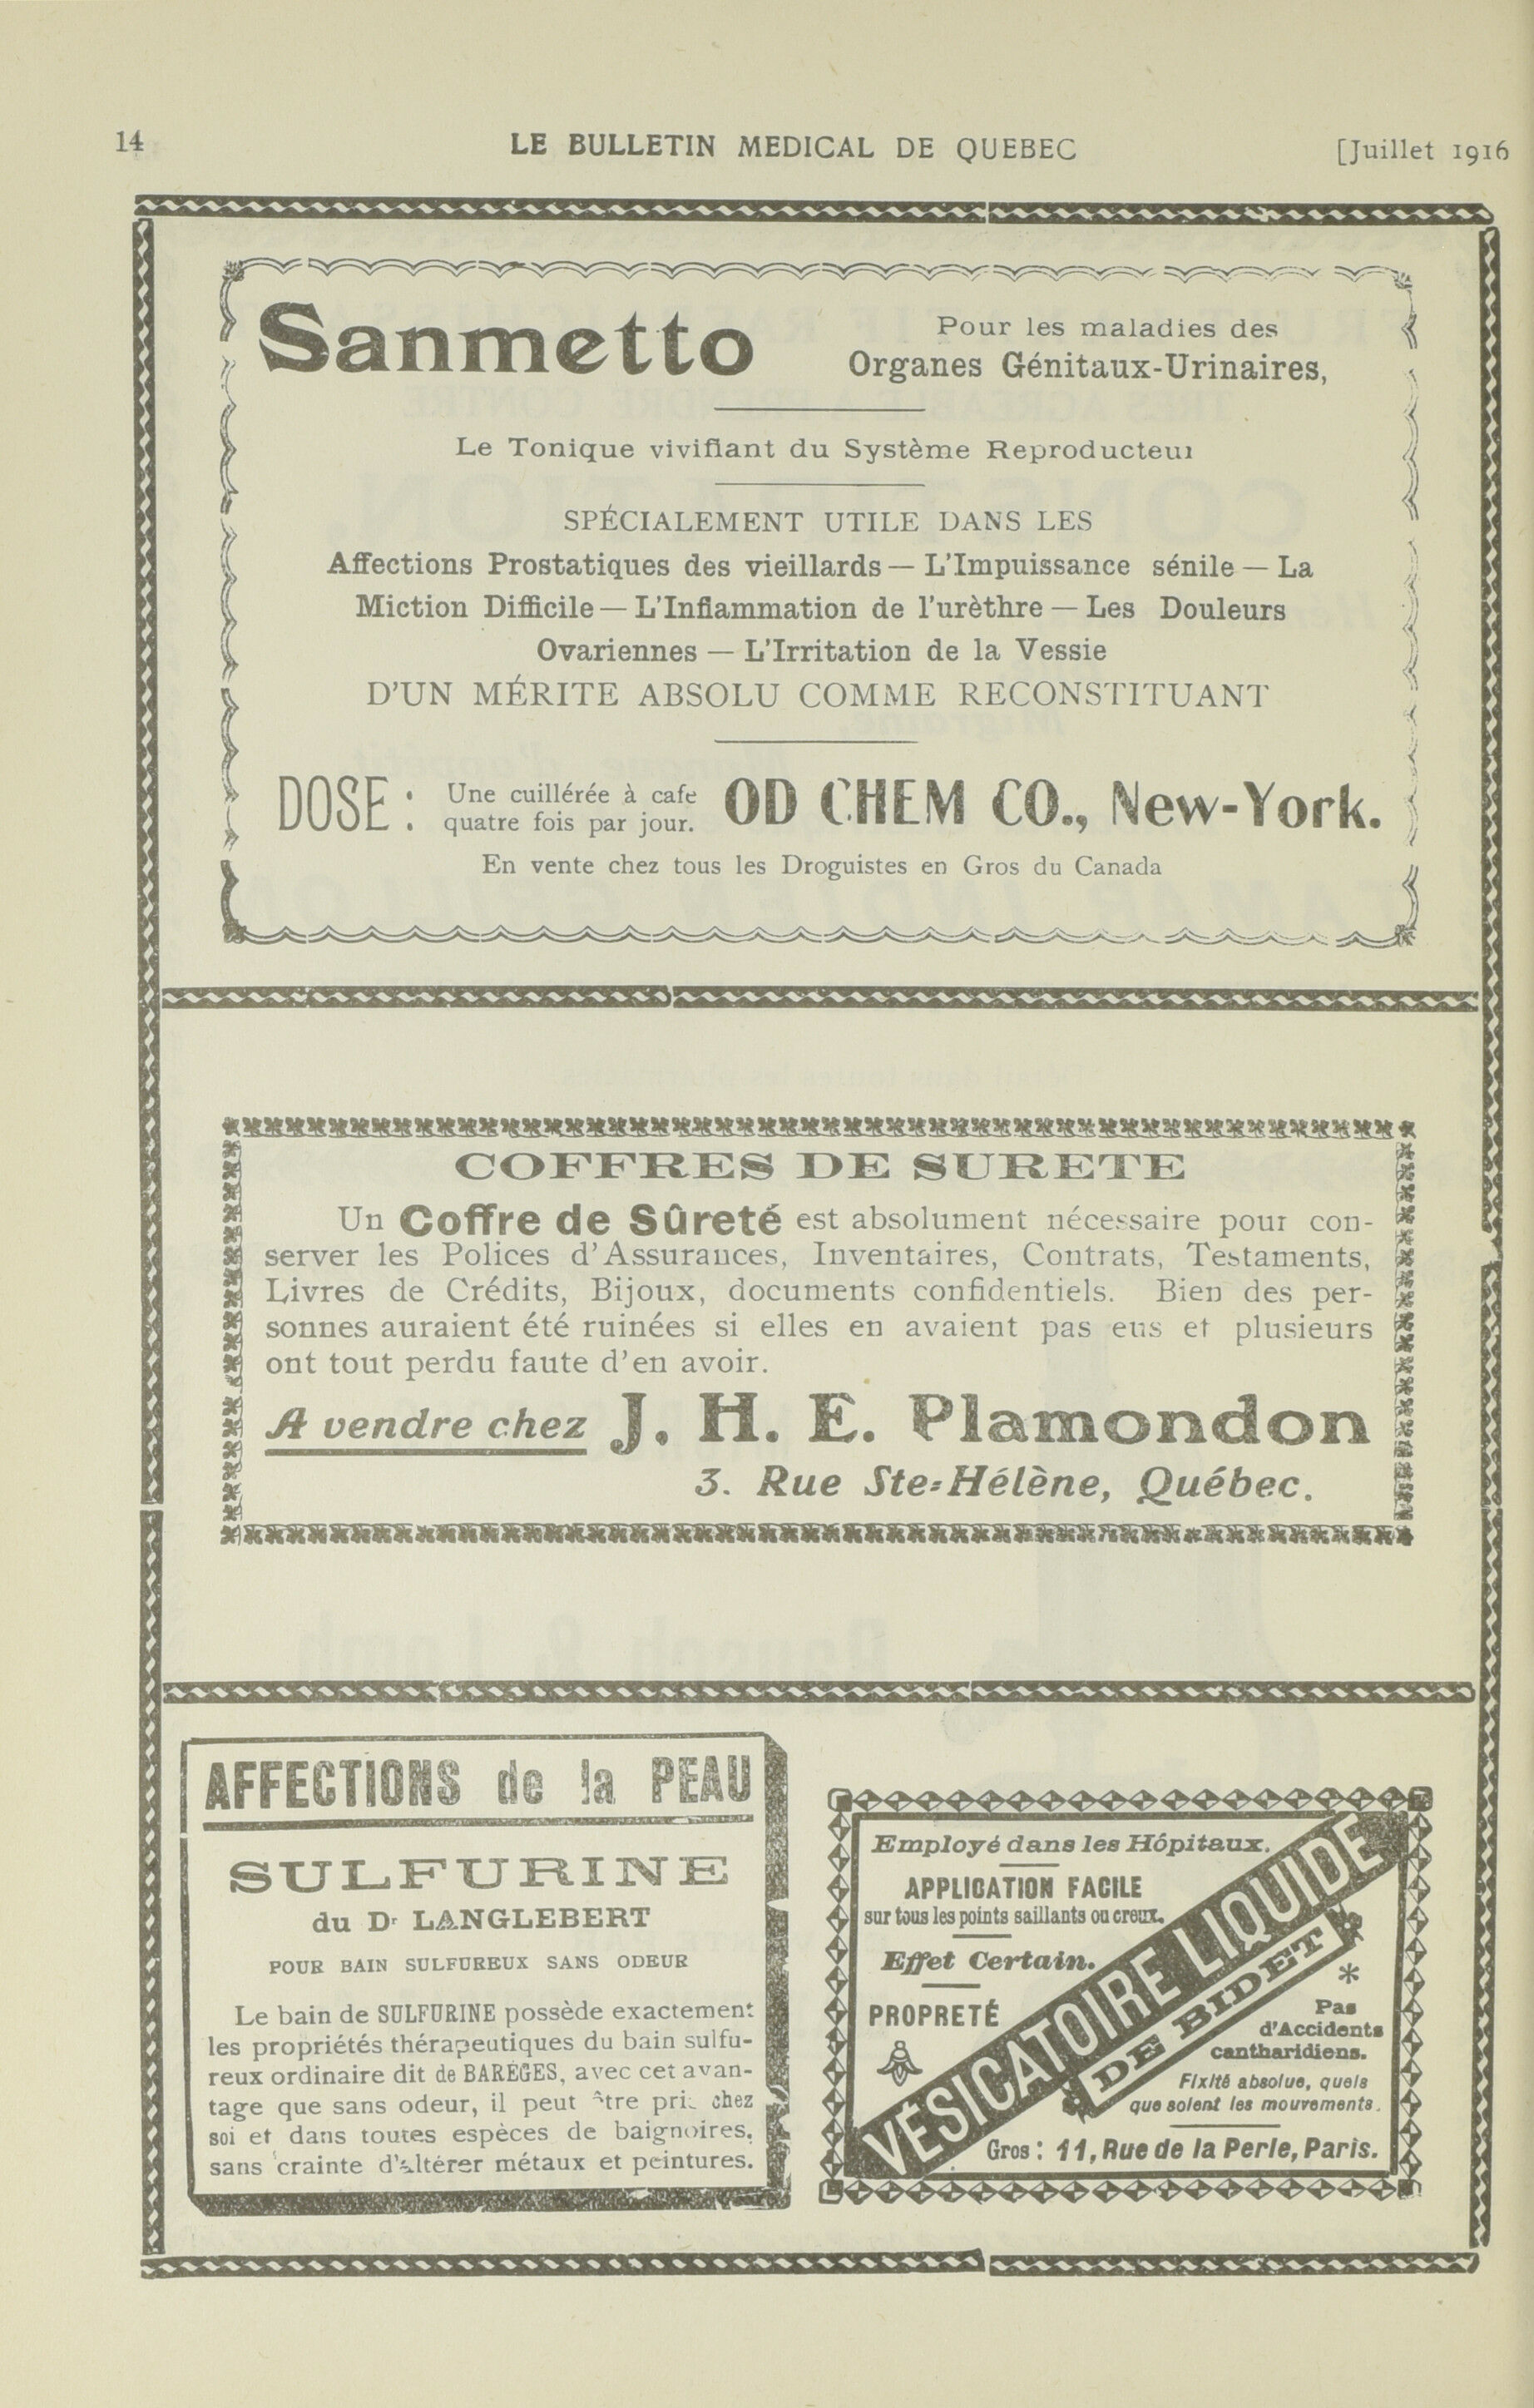 14 LE BULLETIN MEDICAL DE QUEBEC [Juillet 1916
Sanmetto
Pour les maladies des
Organes Génitaux-Urinaires,
Le Tonique vivifiant du Système Reproducteur
SPÉCIALEMENT UTILE DANS LES
Affections Prostatiques des vieillards — L'Impuissance sénile — La
Miction Difficile — L'Inflammation de l'urèthre — Les Douleurs
Ovariennes — L'Irritation de la Vessie
D'UN MÉRITE ABSOLU COMME RECONSTITUANT
DOSE : Une cuillérée à cafe
quatre fois par jour.
OD CHEM CO., New-York.
En vente chez tous les Droguistes en Gros du Canada
COFFRES DE SURETE
Un Coffre de Sûreté est absolument nécessaire pour con-
server les Polices d'Assurances, Inventaires, Contrats, Testaments,
Livres de Crédits, Bijoux, documents confidentiels. Bien des per-
sonnes auraient été ruinées si elles en avaient pas eus et plusieurs
ont tout perdu faute d'en avoir.
A vendre chez J. H. E. Plamondon
3. Rue Ste-Hélène, Québec.
AFFECTIONS de la PEAU
SULFURINE
du Dr LANGLEBERT
POUR BAIN SULFUREUX SANS ODEUR
Le bain de SULFURINE possède exactement
les propriétés thérapeutiques du bain sulfu-
reux ordinaire dit de BARÈGES, avec cet avan-
tage que sans odeur, il peut être pris chez
soi et dans toutes espèces de baignoires,
sans crainte d'altérer métaux et peintures.
Employé dans les Hôpitaux.
APPLICATION FACILE
sur tous les points saillants ou creux.
Effet Certain.
PROPRETÉ
VÉSICATOIRE LIQUIDE
DE BIDET
*
Pas
d'Accidents
cantharidiens.
Fixité absolue, quels
que soient les mouvements.
Gros : 11, Rue de la Perle, Paris.